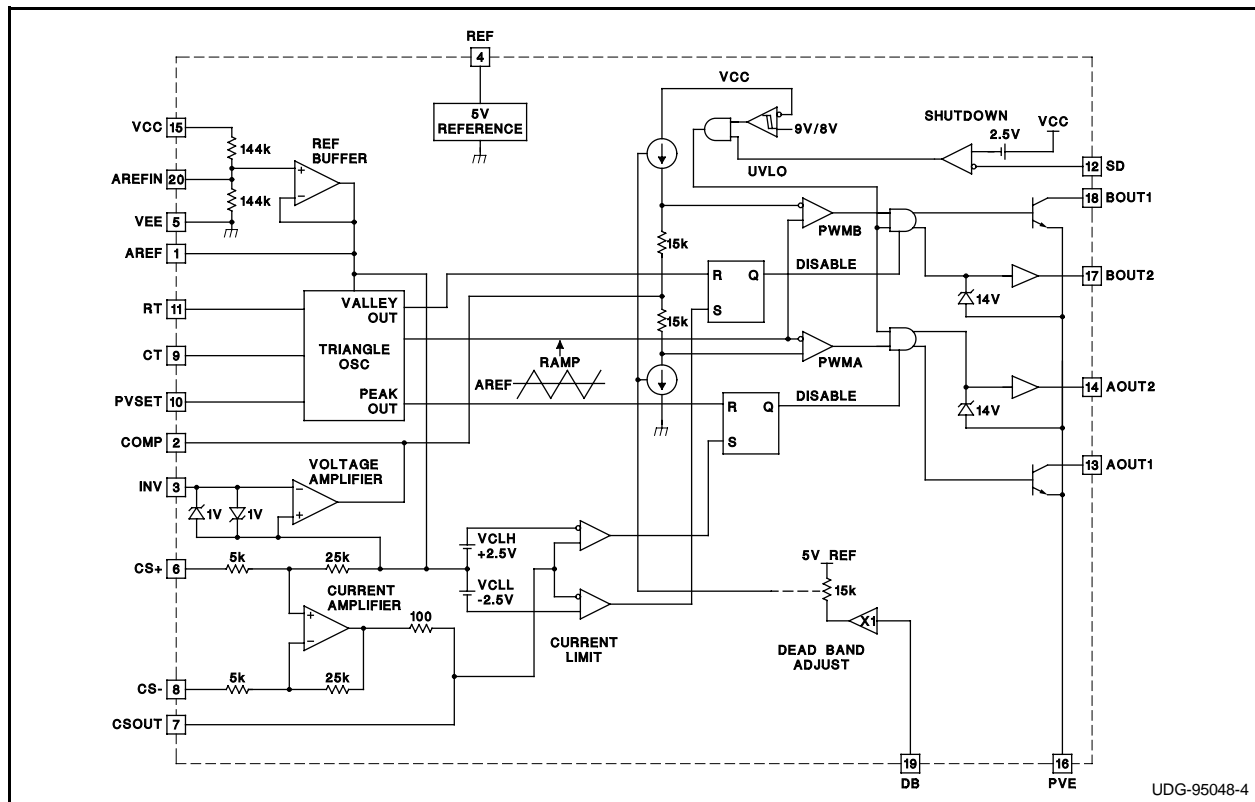 REF
4
VCC
5V
REFERENCE
SHUTDOWN
VCC
2.5V
9V/8V
VCC 15
144k
REF
BUFFER
AREFIN 20
144k
VEE 5
AREF 1
UVLO
12 SD
18 BOUT1
PWMB
15k
DISABLE
R Q
S
17 BOUT2
14V
RT 11
VALLEY
OUT
15k
CT 9
TRIANGLE
OSC
RAMP
AREF
PWMA
PVSET 10
PEAK
OUT
DISABLE
R Q
S
14 AOUT2
14V
COMP 2
VOLTAGE
AMPLIFIER
INV 3
1V
1V
13 AOUT1
CS+ 6
5k
25k
VCLH
+2.5V
VCLL
-2.5V
5V REF
15k
CURRENT
AMPLIFIER
100
CURRENT
LIMIT
X1
DEAD BAND
ADJUST
CS- 8
5k
25k
CSOUT 7
19
DB
16
PVE
UDG-95048-4